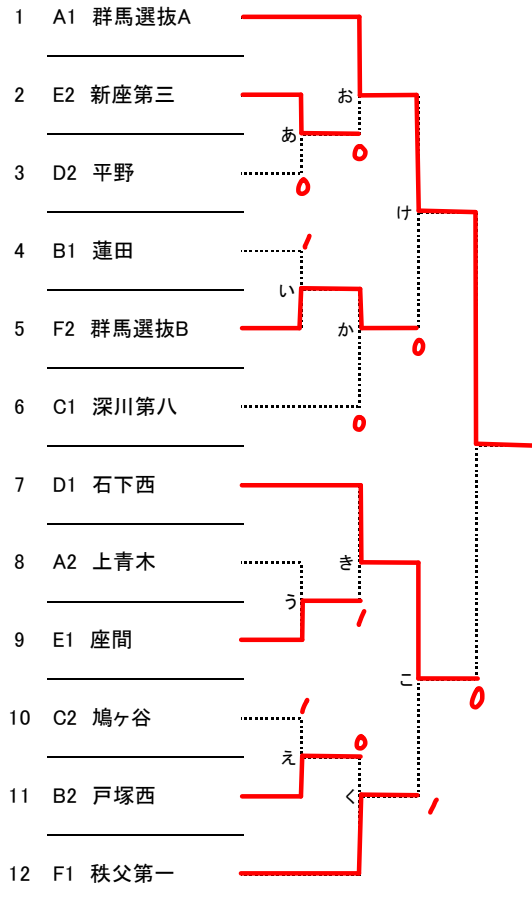 1 A1 群馬選抜A
2 E2 新座第三
お
あ
0
3 D2 平野
0
け
4 B1 蓮田
1
い
5 F2 群馬選抜B
か
0
6 C1 深川第八
0
7 D1 石下西
8 A2 上青木
き
う
1
9 E1 座間
こ
0
10 C2 鳩ヶ谷
1
0
え
11 B2 戸塚西
く
1
12 F1 秩父第一